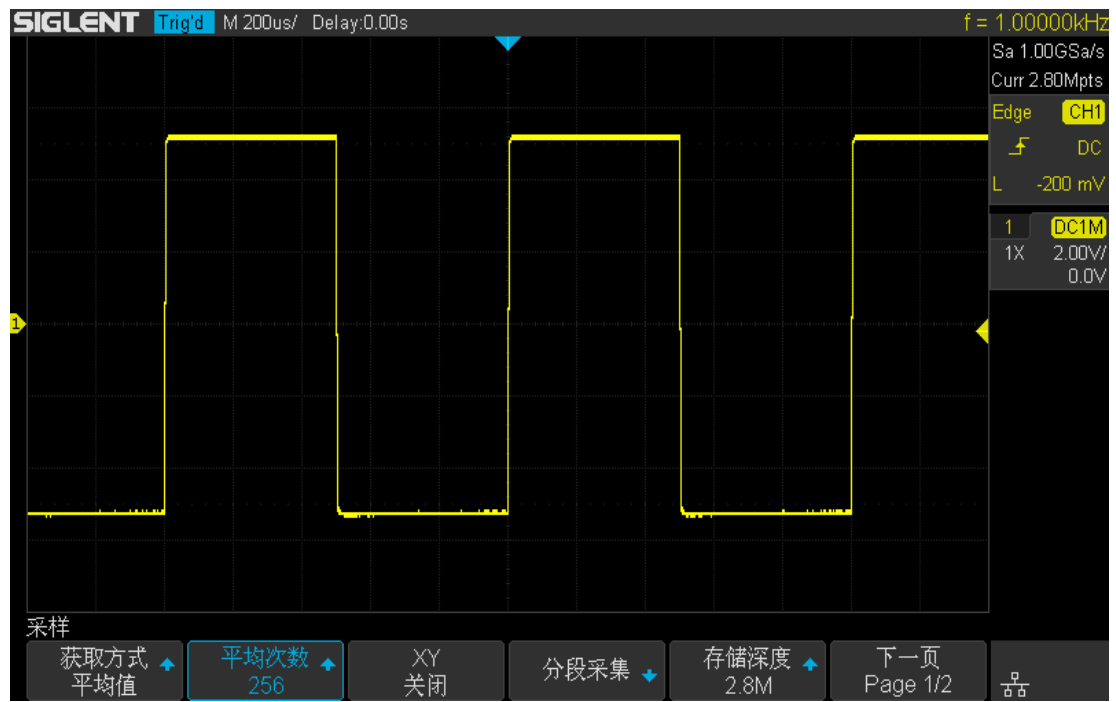 SIGLENT Trig'd M 200us/ Delay:0.00s f = 1.00000kHz
Sa 1.00GSa/s
Curr 2.80Mpts
Edge CH1
DC
L -200 mV
1 DC1M
1X 2.00V/
0.0V
1
采样
获取方式 平均次数 XY 分段采集 存储深度 下一页
平均值 256 关闭 2.8M Page 1/2